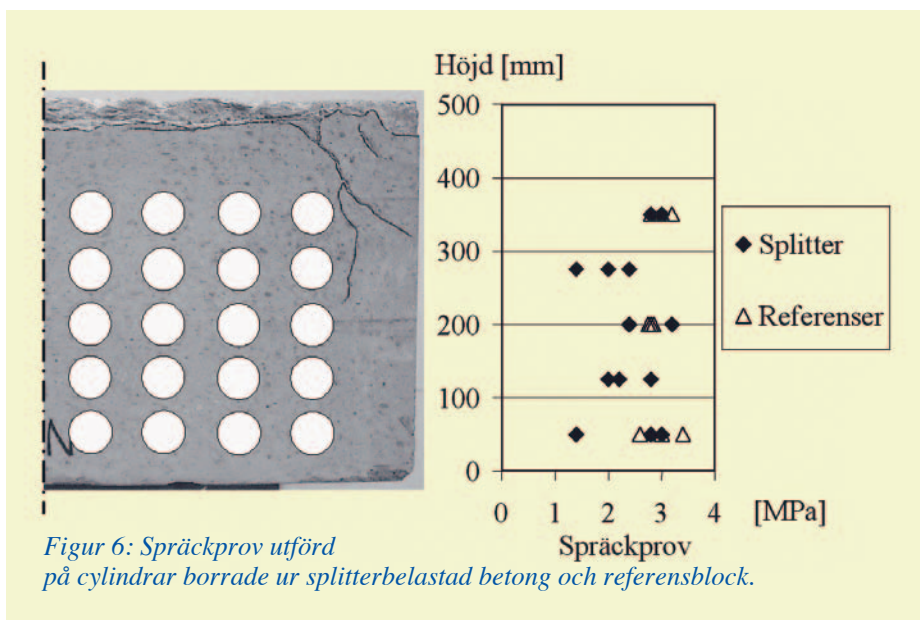 Höjd [mm]
500
400
300
200
100
0
0 1 2 3 4 [MPa]
Spräckprov
Splitter
Referenser
N
Figur 6: Spräckprov utförd
på cylindrar borrade ur splitterbelastad betong och referensblock.